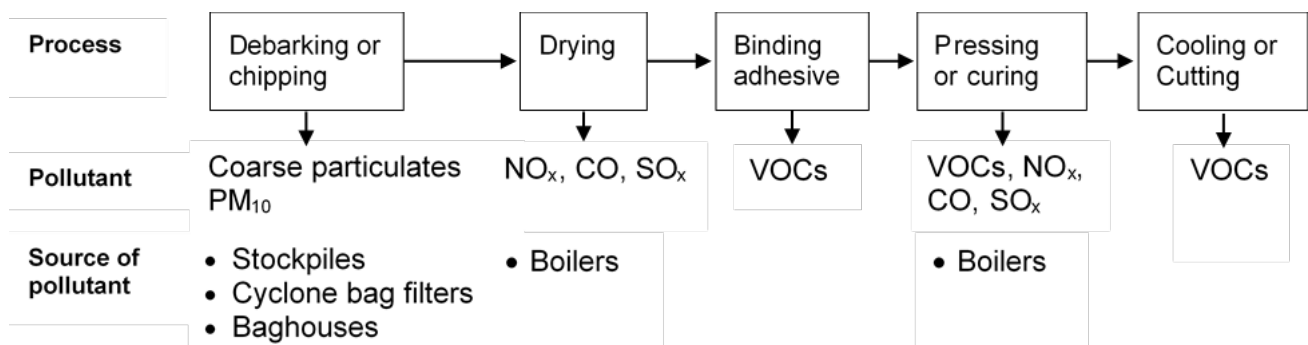 Process
Debarking or
chipping
Drying
Binding
adhesive
Pressing
or curing
Cooling or
Cutting
Pollutant
Coarse particulates
PM₁₀
NOₓ, CO, SOₓ
VOCs
VOCs, NOₓ,
CO, SOₓ
VOCs
Source of
pollutant
• Stockpiles
• Cyclone bag filters
• Baghouses
• Boilers
• Boilers